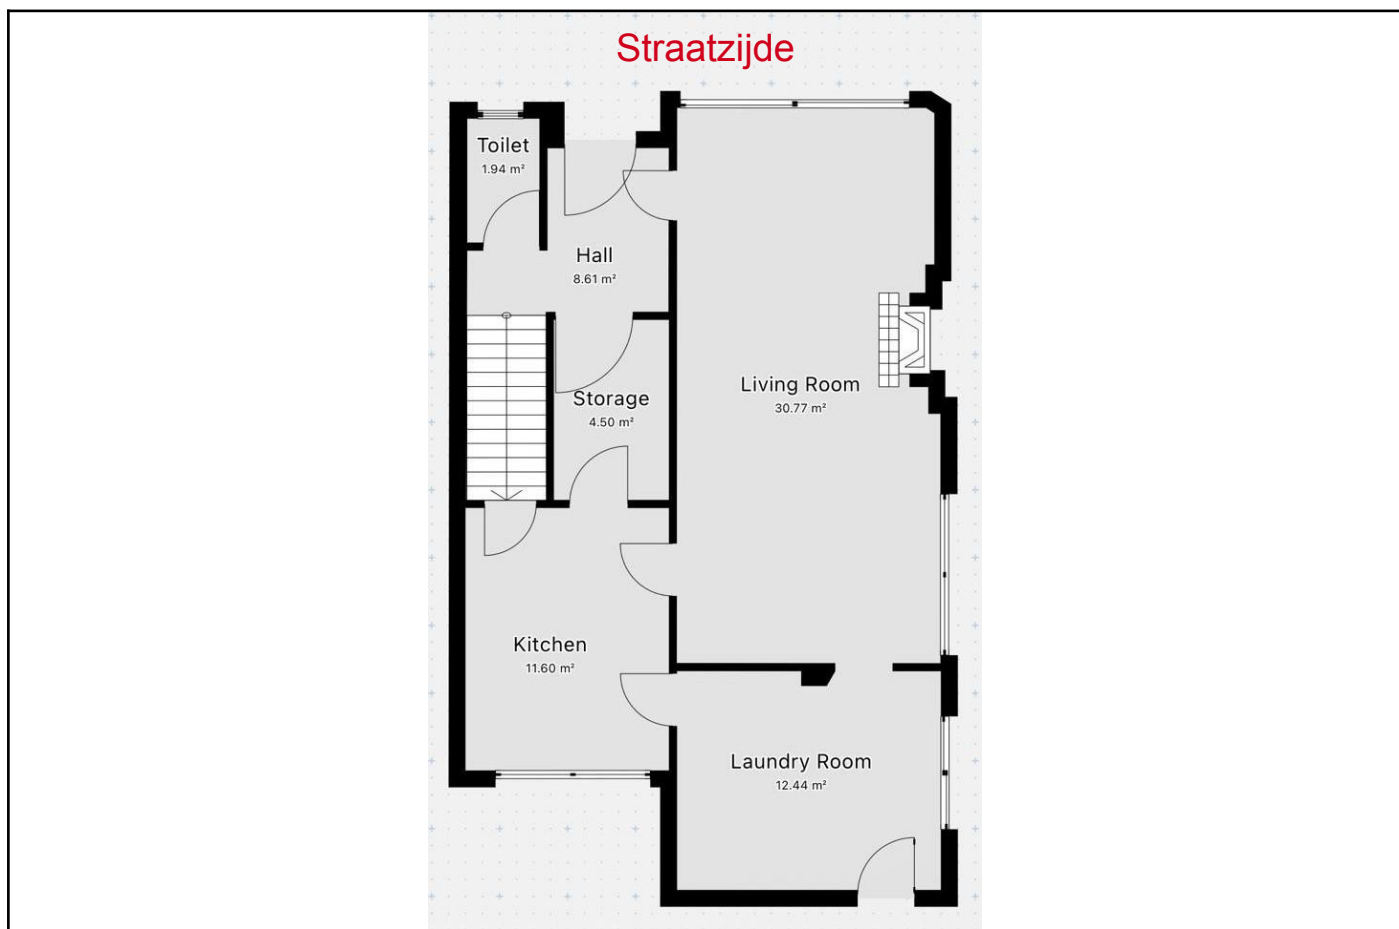 Straatzijde
Toilet
1.94 m²
Hall
8.61 m²
Storage
4.50 m²
Living Room
30.77 m²
Kitchen
11.60 m²
Laundry Room
12.44 m²